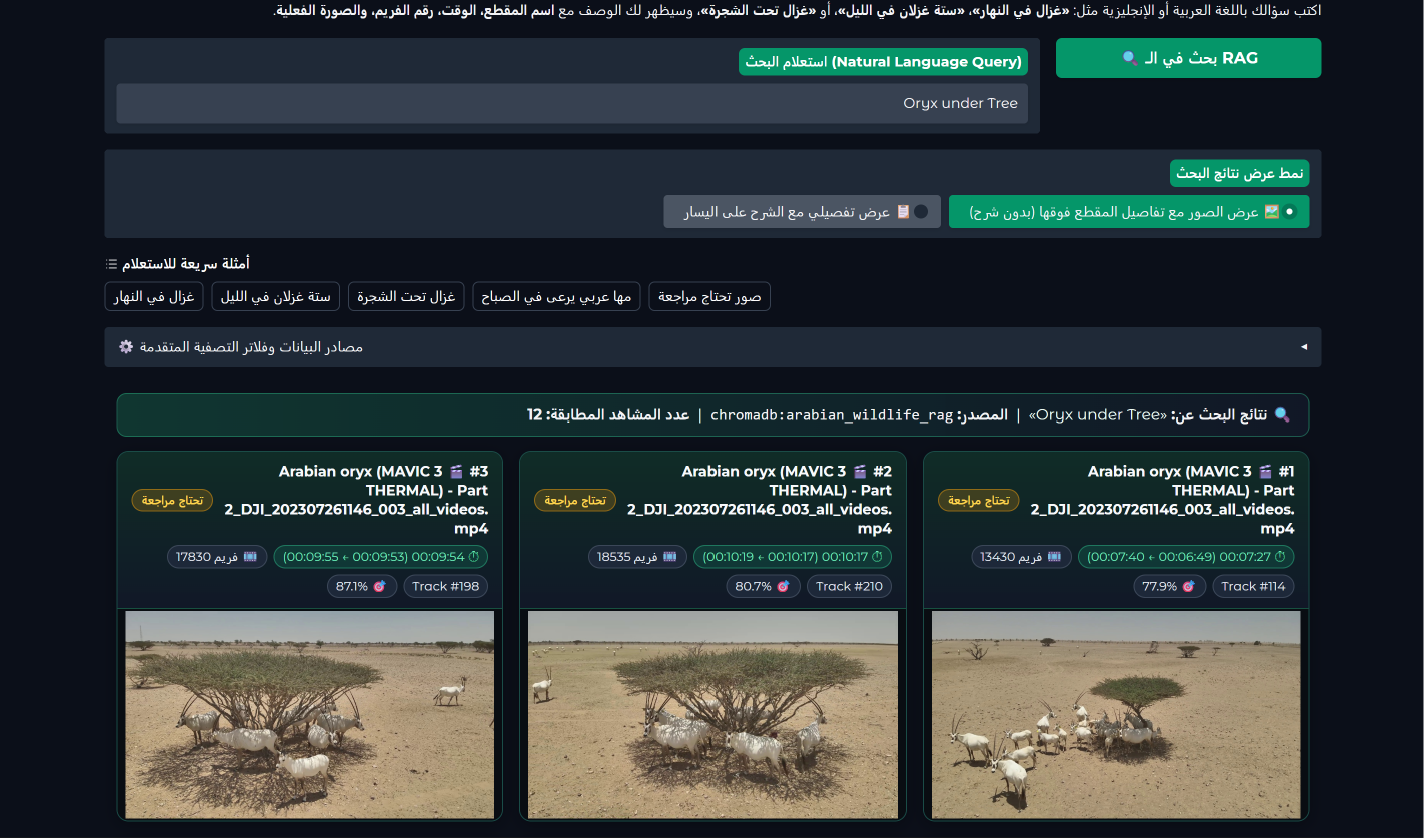 اكتب سؤالك باللغة العربية أو الإنجليزية مثل: «غزال في النهار»، «ستة غزلان في الليل»، أو «غزال تحت الشجرة»، وسيظهر لك الوصف مع اسم المقطع، الوقت، رقم الفريم، والصورة الفعلية.
بحث في الـ RAG
استعلام البحث (Natural Language Query)
Oryx under Tree
نمط عرض نتائج البحث
عرض الصور مع تفاصيل المقطع فوقها (بدون شرح)
عرض تفصيلي مع الشرح على اليسار
أمثلة سريعة للاستعلام
غزال في النهار
ستة غزلان في الليل
غزال تحت الشجرة
مها عربي يرعى في الصباح
صور تحتاج مراجعة
مصادر البيانات وفلاتر التصفية المتقدمة
نتائج البحث عن: «Oryx under Tree» | المصدر: chromadb:arabian_wildlife_rag | عدد المشاهد المطابقة: 12
#1 Arabian oryx (MAVIC 3
THERMAL) - Part
2_DJI_202307261146_003_all_videos.
mp4
تحتاج مراجعة
00:07:27 (00:06:49 ← 00:07:40)
فريم 13430
Track #114
77.9%
#2 Arabian oryx (MAVIC 3
THERMAL) - Part
2_DJI_202307261146_003_all_videos.
mp4
تحتاج مراجعة
00:10:17 (00:10:17 ← 00:10:19)
فريم 18535
Track #210
80.7%
#3 Arabian oryx (MAVIC 3
THERMAL) - Part
2_DJI_202307261146_003_all_videos.
mp4
تحتاج مراجعة
00:09:54 (00:09:53 ← 00:09:55)
فريم 17830
Track #198
87.1%